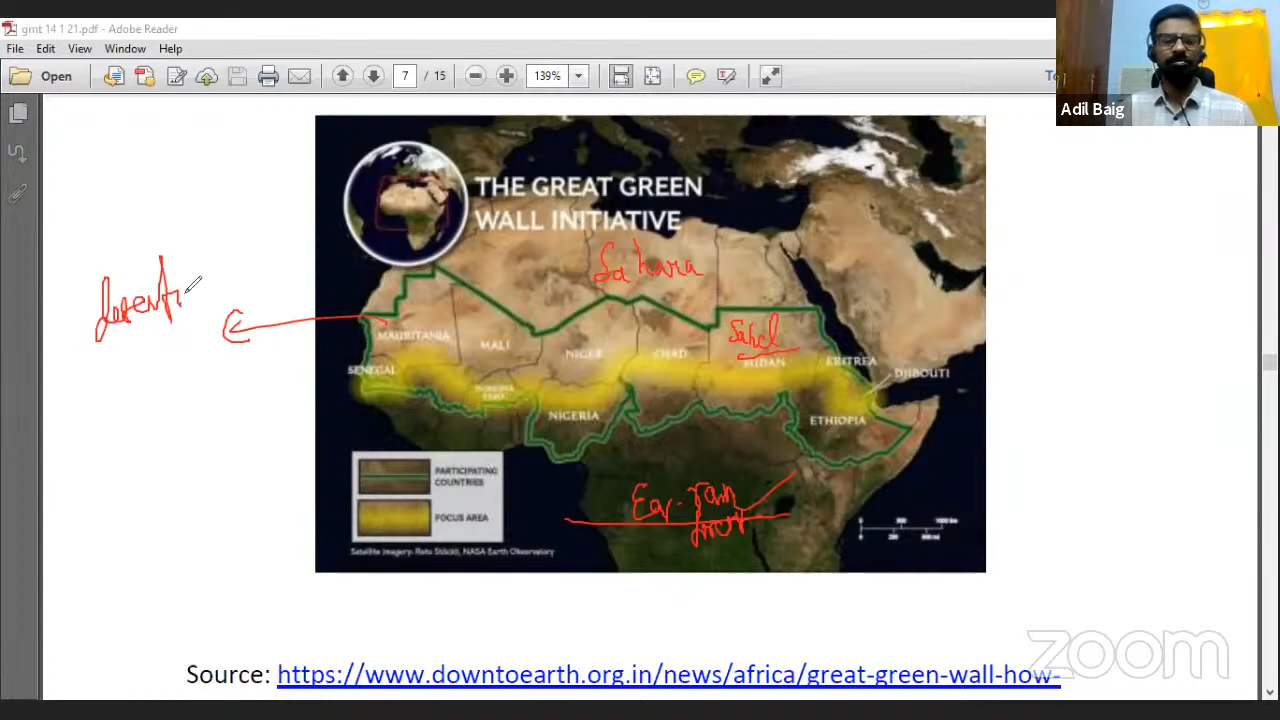 grnt 14 1 21.pdf - Adobe Reader
File Edit View Window Help
Open 7 / 15 139%
Adil Baig
THE GREAT GREEN
WALL INITIATIVE
Sahara
Sahel
MAURITANIA
MALI
NIGER
CHAD
SUDAN
ERITREA
SENEGAL
BURKINA
FASO
DJIBOUTI
NIGERIA
ETHIOPIA
PARTICIPATING
COUNTRIES
FOCUS AREA
Satellite Imagery: Reto Stöckli, NASA Earth Observatory
zoom
Source: https://www.downtoearth.org.in/news/africa/great-green-wall-how-